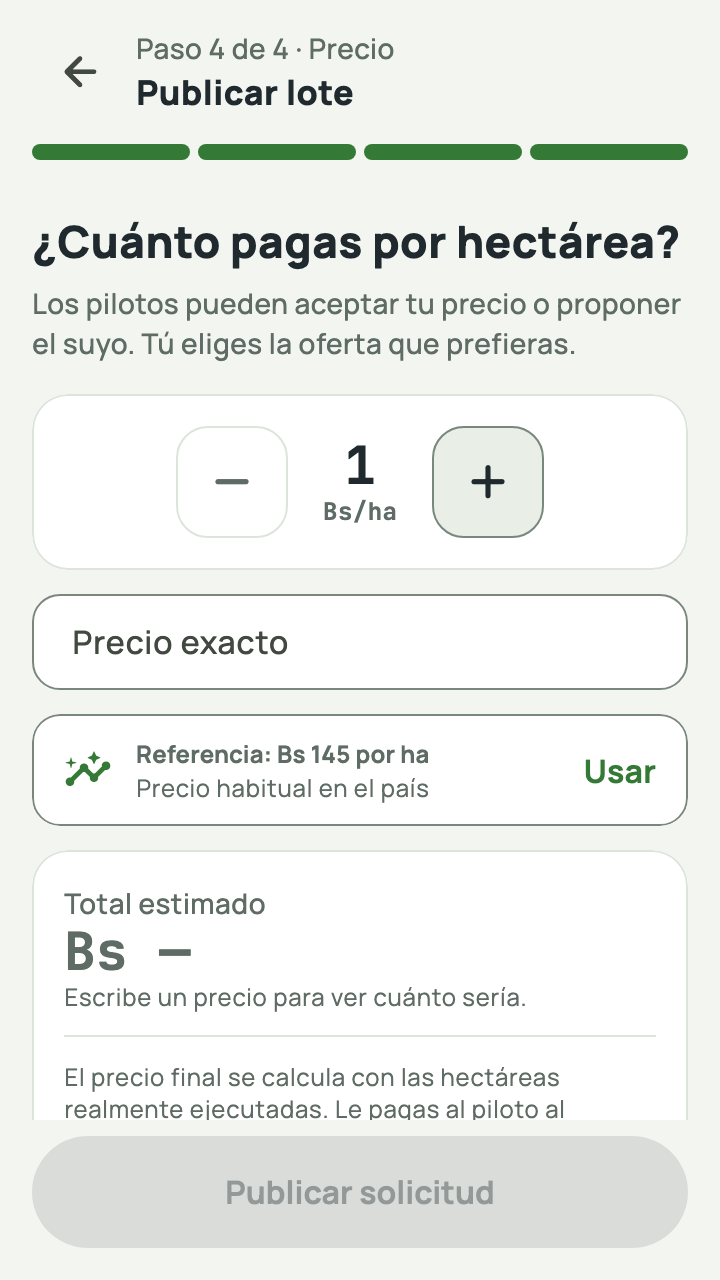 Paso 4 de 4 · Precio
Publicar lote
¿Cuánto pagas por hectárea?
Los pilotos pueden aceptar tu precio o proponer
el suyo. Tú eliges la oferta que prefieras.
1
Bs/ha
Precio exacto
Referencia: Bs 145 por ha
Precio habitual en el país
Usar
Total estimado
Bs —
Escribe un precio para ver cuánto sería.
El precio final se calcula con las hectáreas
realmente ejecutadas. Le pagas al piloto al
Publicar solicitud